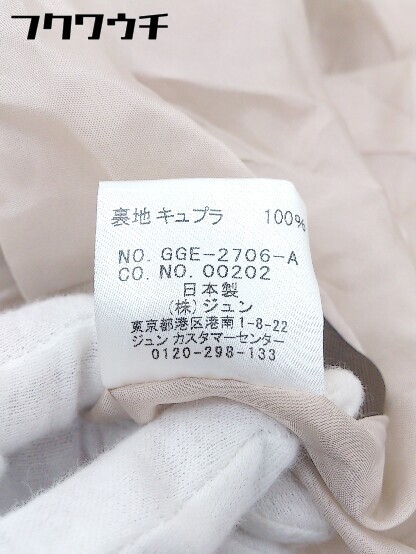 フクワウチ
裏地 キュプラ 100%
NO. GGE-2706-A
CO. NO. 00202
日本製
(株) ジュン
東京都港区港南1-8-22
ジュン カスタマーセンター
0120-298-133